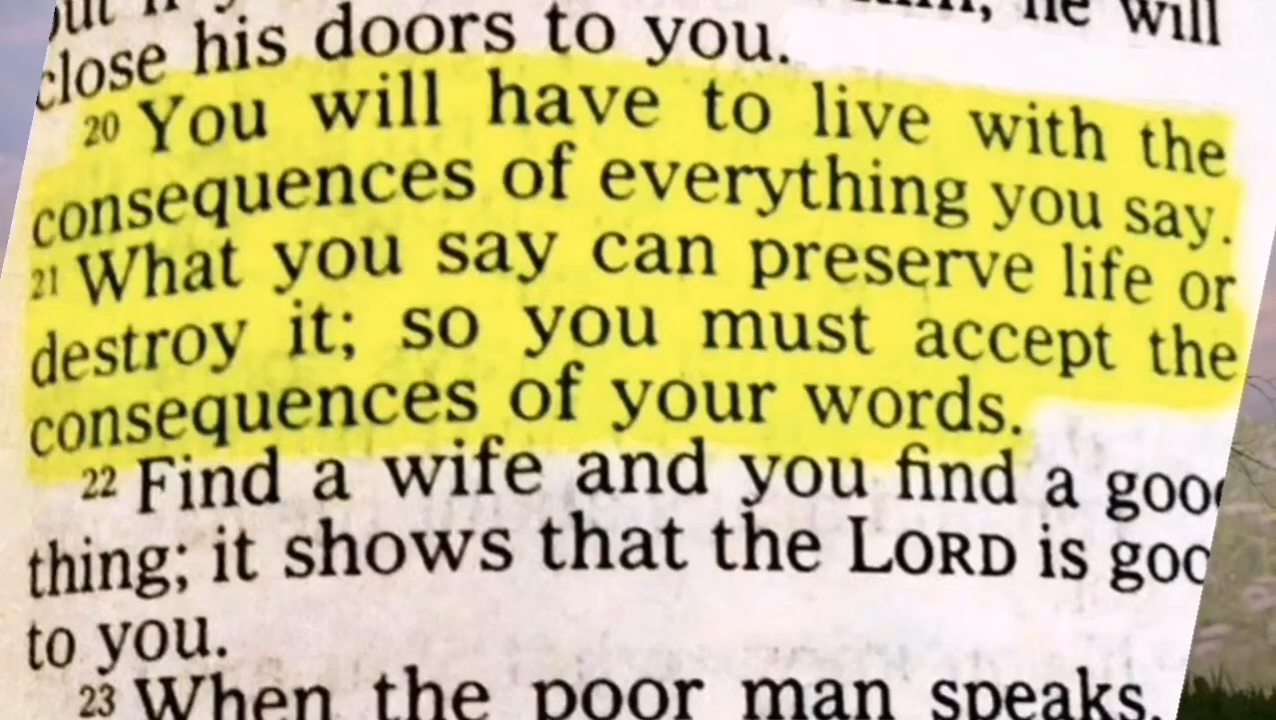 he will
close his doors to you.
20 You will have to live with the
consequences of everything you say.
21 What you say can preserve life or
destroy it; so you must accept the
consequences of your words.
22 Find a wife and you find a
thing; it shows that the LORD is
to you.
23 When the poor man speaks,